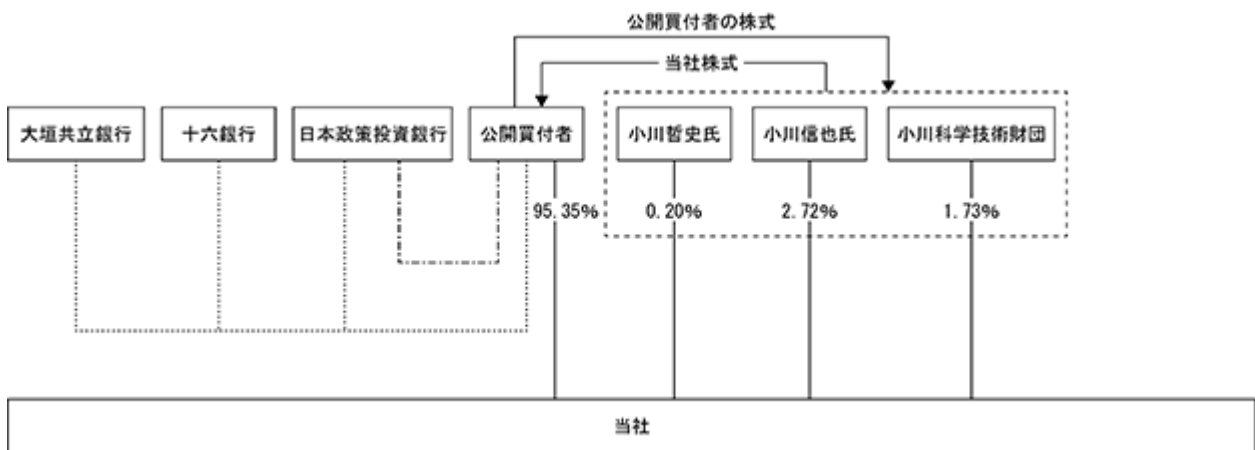 公開買付者の株式
当社株式
大垣共立銀行
十六銀行
日本政策投資銀行
公開買付者
小川哲史氏
小川信也氏
小川科学技術財団
95.35%
0.20%
2.72%
1.73%
当社